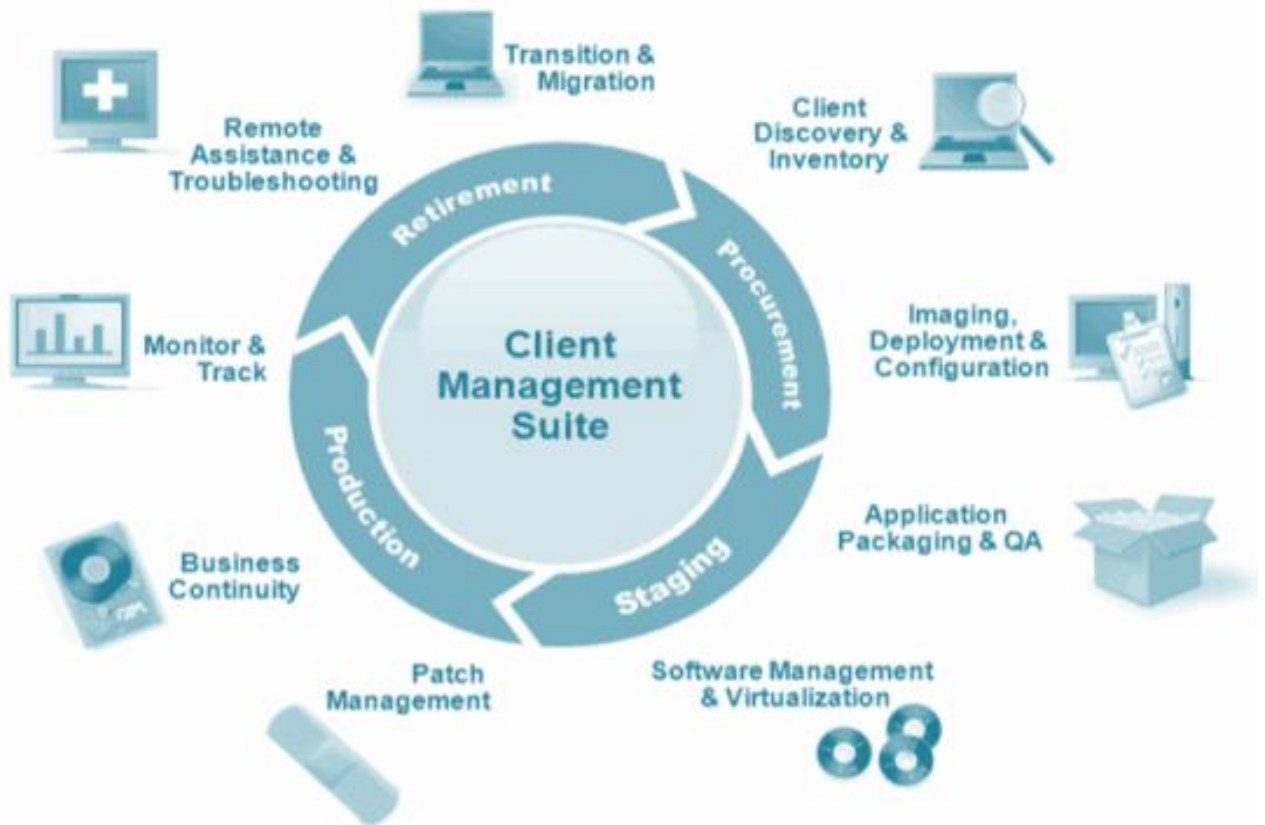 Transition &
Migration
Client
Discovery &
Inventory
Remote
Assistance &
Troubleshooting
Retirement
Procurement
Imaging,
Deployment &
Configuration
Monitor &
Track
Client
Management
Suite
Production
Staging
Application
Packaging & QA
Business
Continuity
Patch
Management
Software Management
& Virtualization